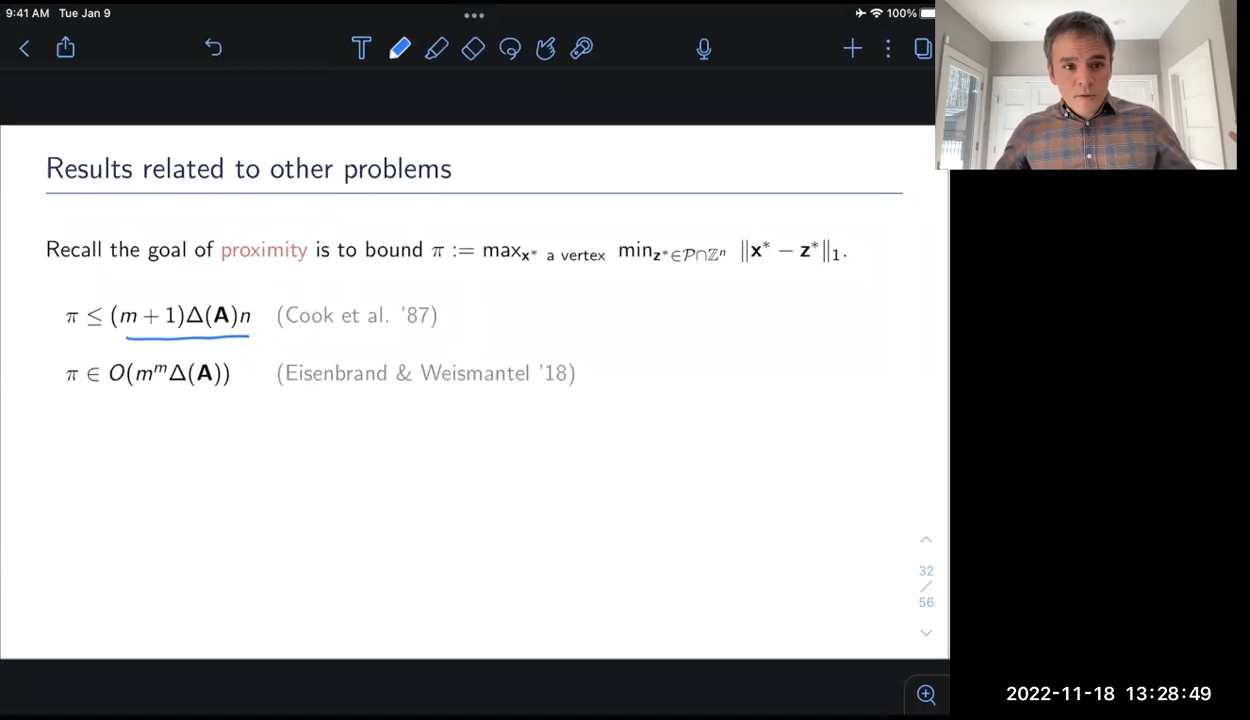 9:41 AM Tue Jan 9
100%
T
Results related to other problems
Recall the goal of proximity is to bound π := max_{x* a vertex} min_{z*∈P∩ℤⁿ} ‖x* − z*‖₁.
π ≤ (m + 1)Δ(A)n (Cook et al. '87)
π ∈ O(mᵐΔ(A)) (Eisenbrand & Weismantel '18)
32
/
56
2022-11-18 13:28:49